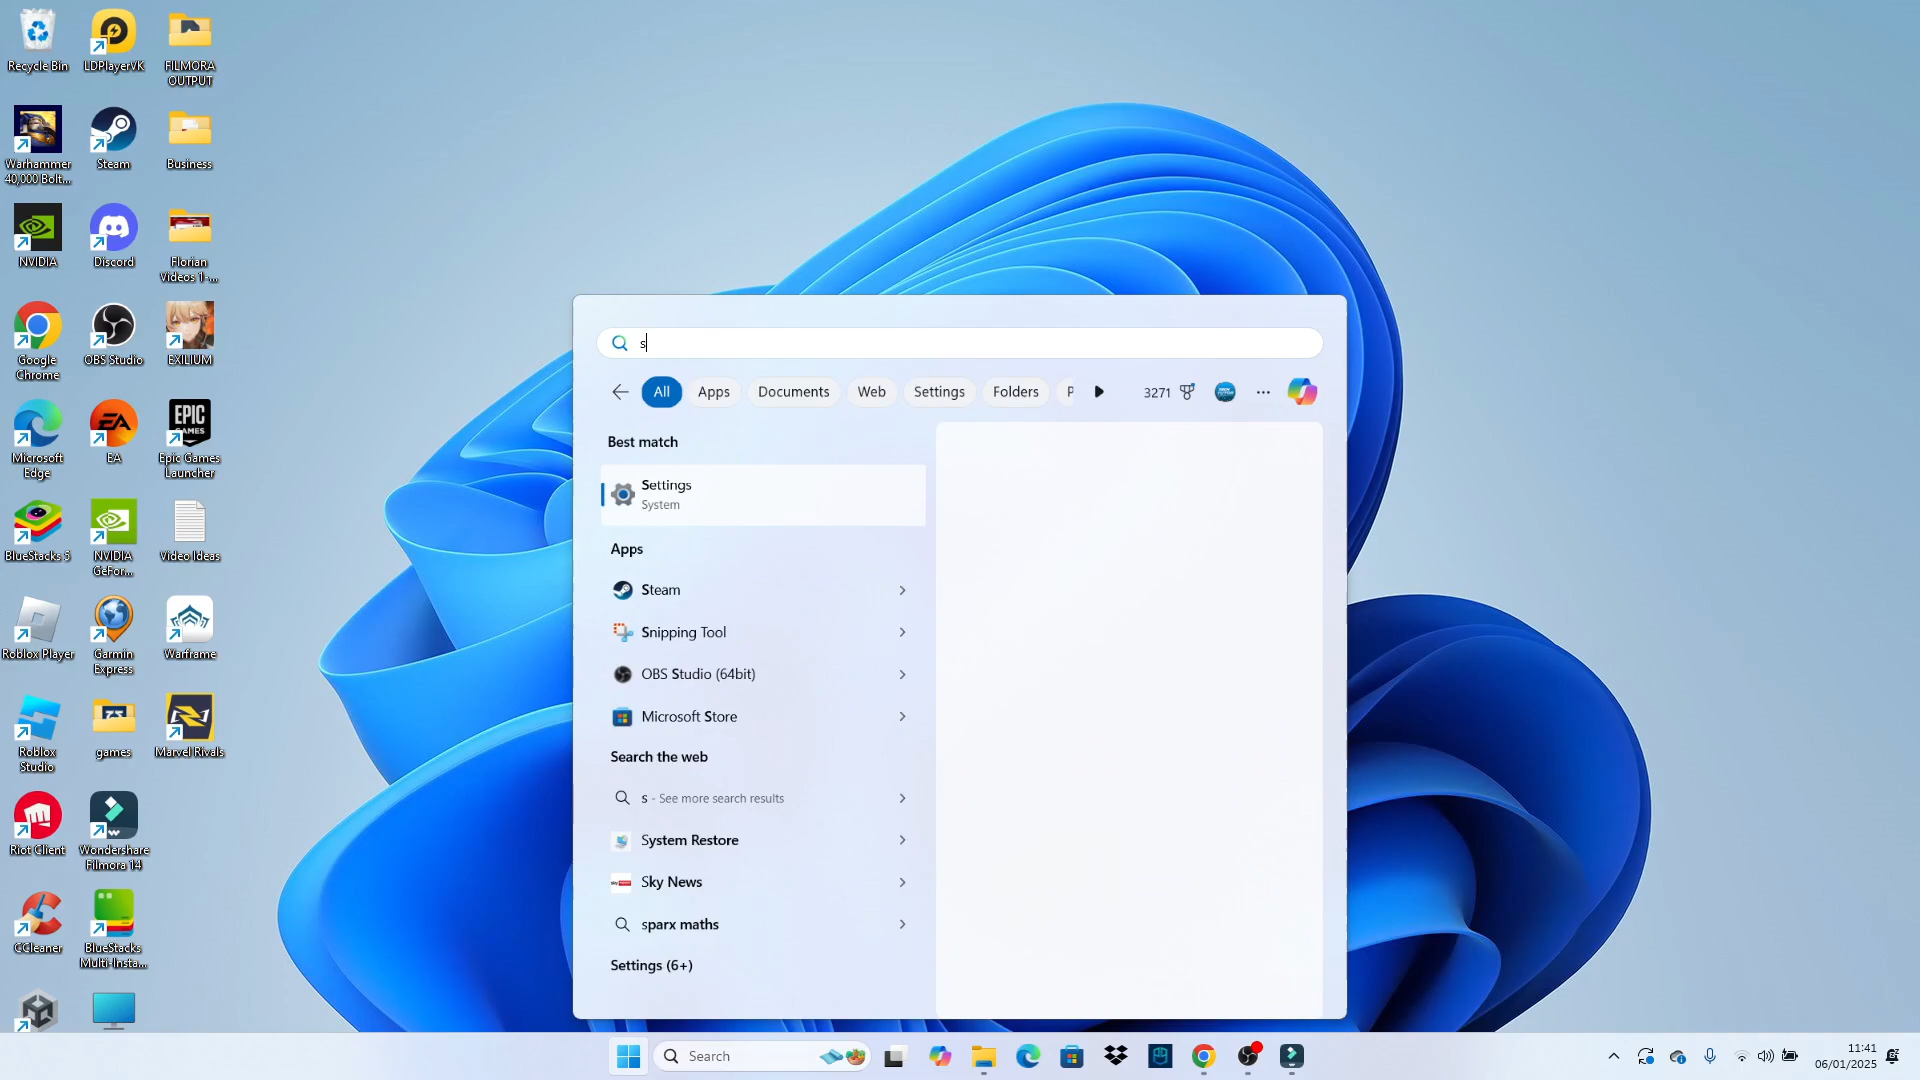 Recycle Bin
LDPlayerVK
FILMORA
OUTPUT
Warhammer
40,000 Bolt...
Steam
Business
NVIDIA
Discord
Florian
Videos 1-...
Google
Chrome
OBS Studio
EXILIUM
Microsoft
Edge
EA
EA
EPIC
GAMES
Epic Games
Launcher
BlueStacks 5
NVIDIA
GeFor...
Video Ideas
Roblox Player
Garmin
Express
Warframe
Roblox
Studio
games
Marvel Rivals
Riot Client
Wondershare
Filmora 14
CCleaner
BlueStacks
Multi-Insta...
s
All
Apps
Documents
Web
Settings
Folders
P
3271
Best match
Settings
System
Apps
Steam
Snipping Tool
OBS Studio (64bit)
Microsoft Store
Search the web
s - See more search results
System Restore
Sky News
sparx maths
Settings (6+)
Search
11:41
06/01/2025